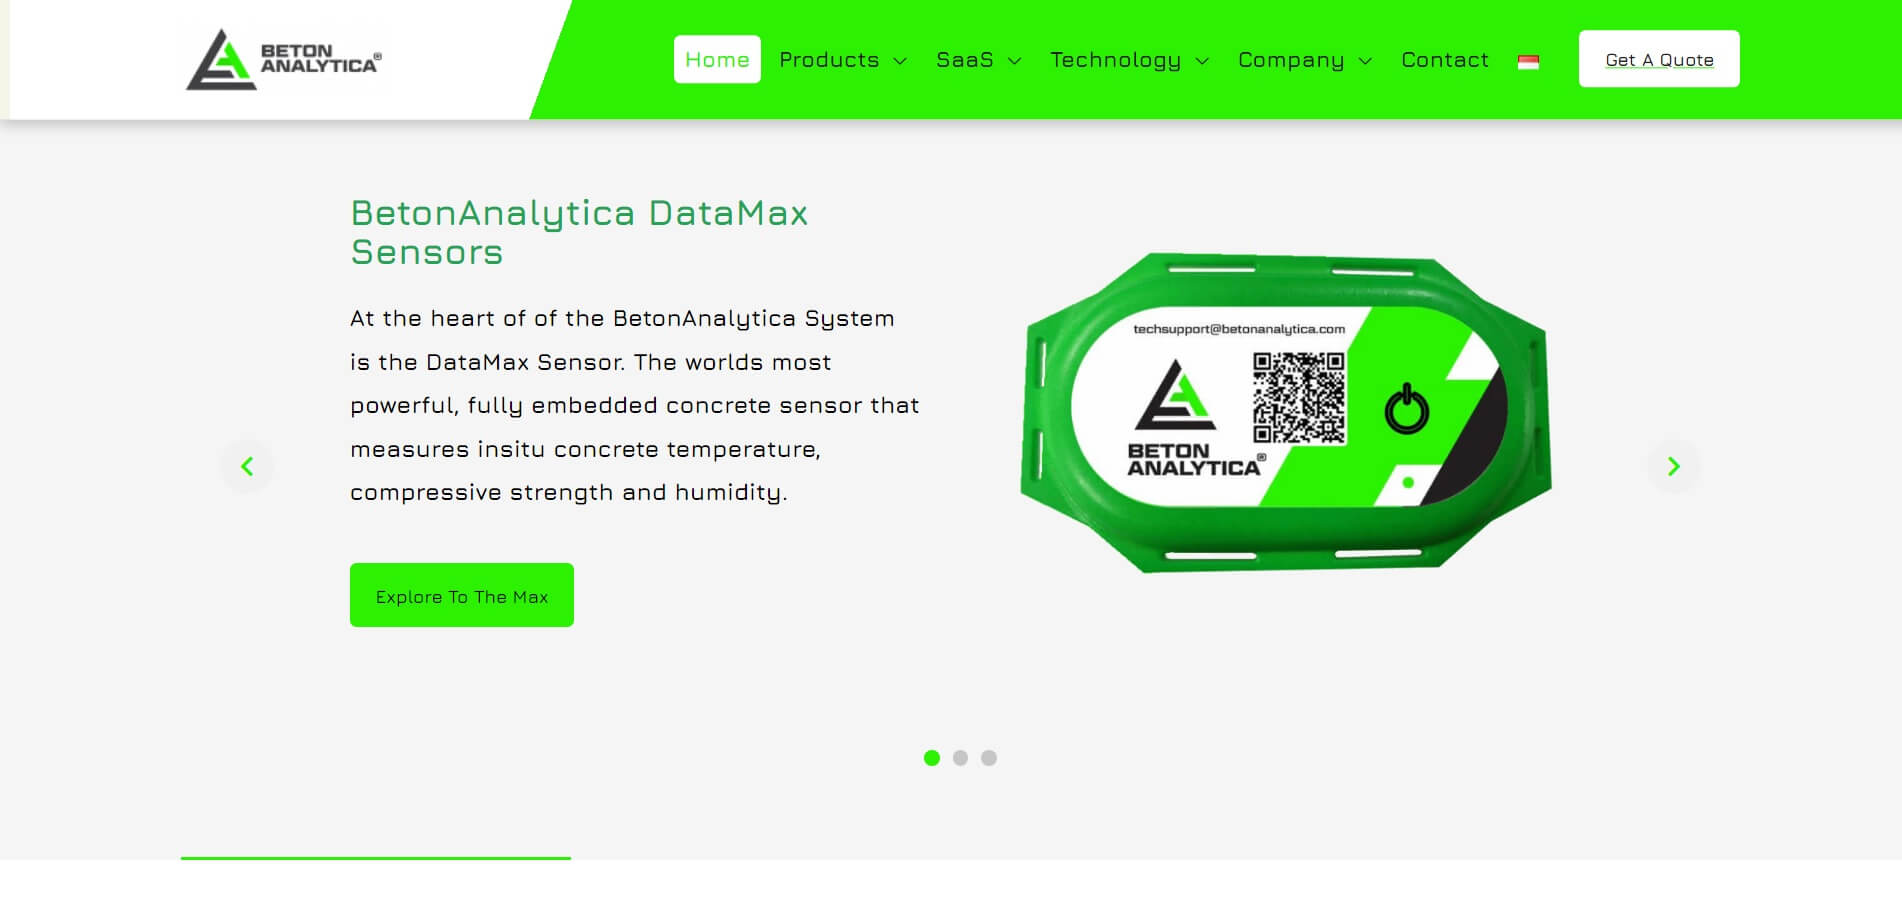 BETON
ANALYTICA®
Home
Products
SaaS
Technology
Company
Contact
Get A Quote
BetonAnalytica DataMax
Sensors
At the heart of of the BetonAnalytica System
is the DataMax Sensor. The worlds most
powerful, fully embedded concrete sensor that
measures insitu concrete temperature,
compressive strength and humidity.
Explore To The Max
techsupport@betonanalytica.com
BETON
ANALYTICA®